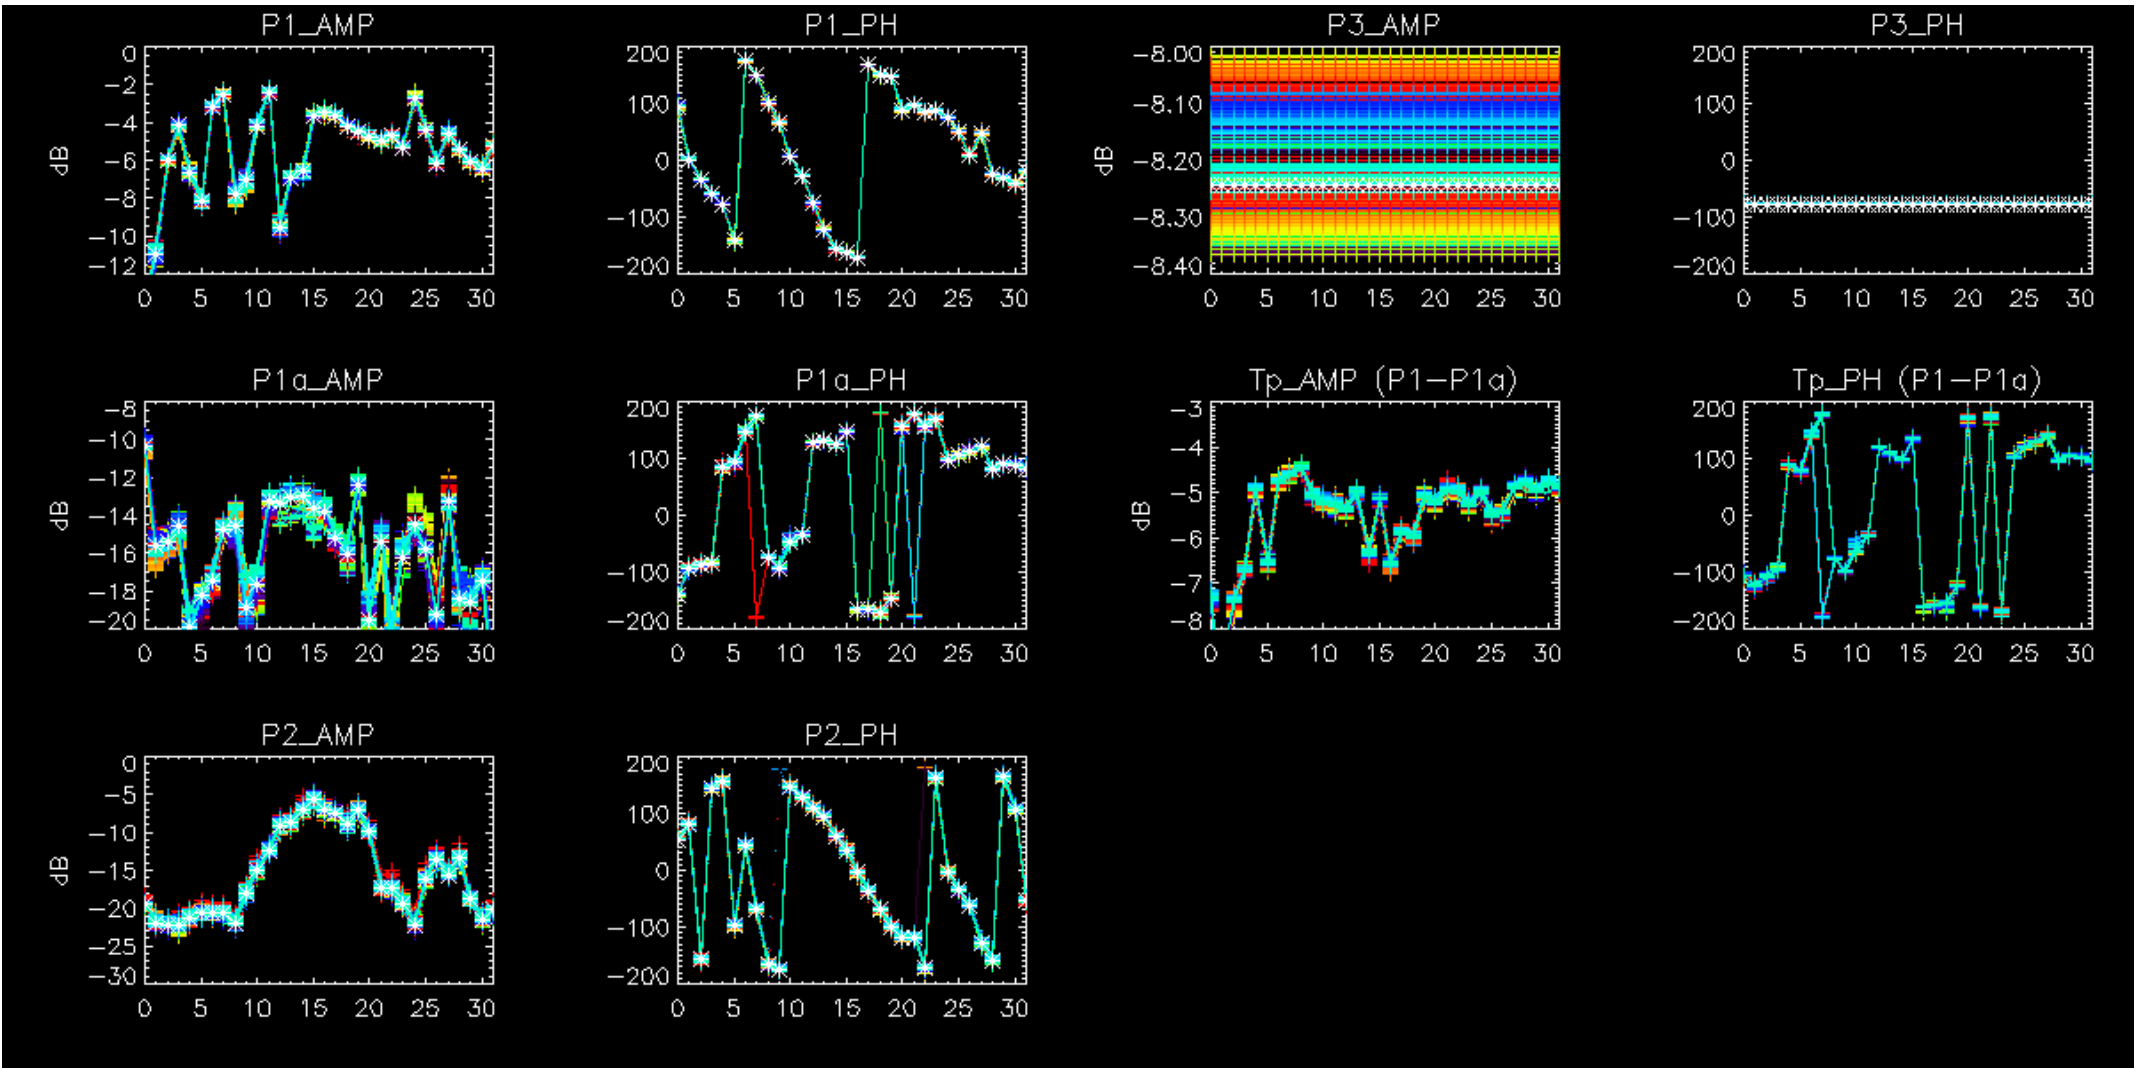 P1_AMP
0
−2
−4
−6
−8
−10
−12
dB
0 5 10 15 20 25 30
P1_PH
200
100
0
−100
−200
0 5 10 15 20 25 30
P3_AMP
−8.00
−8.10
−8.20
−8.30
−8.40
dB
0 5 10 15 20 25 30
P3_PH
200
100
0
−100
−200
0 5 10 15 20 25 30
P1a_AMP
−8
−10
−12
−14
−16
−18
−20
dB
0 5 10 15 20 25 30
P1a_PH
200
100
0
−100
−200
0 5 10 15 20 25 30
Tp_AMP (P1−P1a)
−3
−4
−5
−6
−7
−8
dB
0 5 10 15 20 25 30
Tp_PH (P1−P1a)
200
100
0
−100
−200
0 5 10 15 20 25 30
P2_AMP
0
−5
−10
−15
−20
−25
−30
dB
0 5 10 15 20 25 30
P2_PH
200
100
0
−100
−200
0 5 10 15 20 25 30